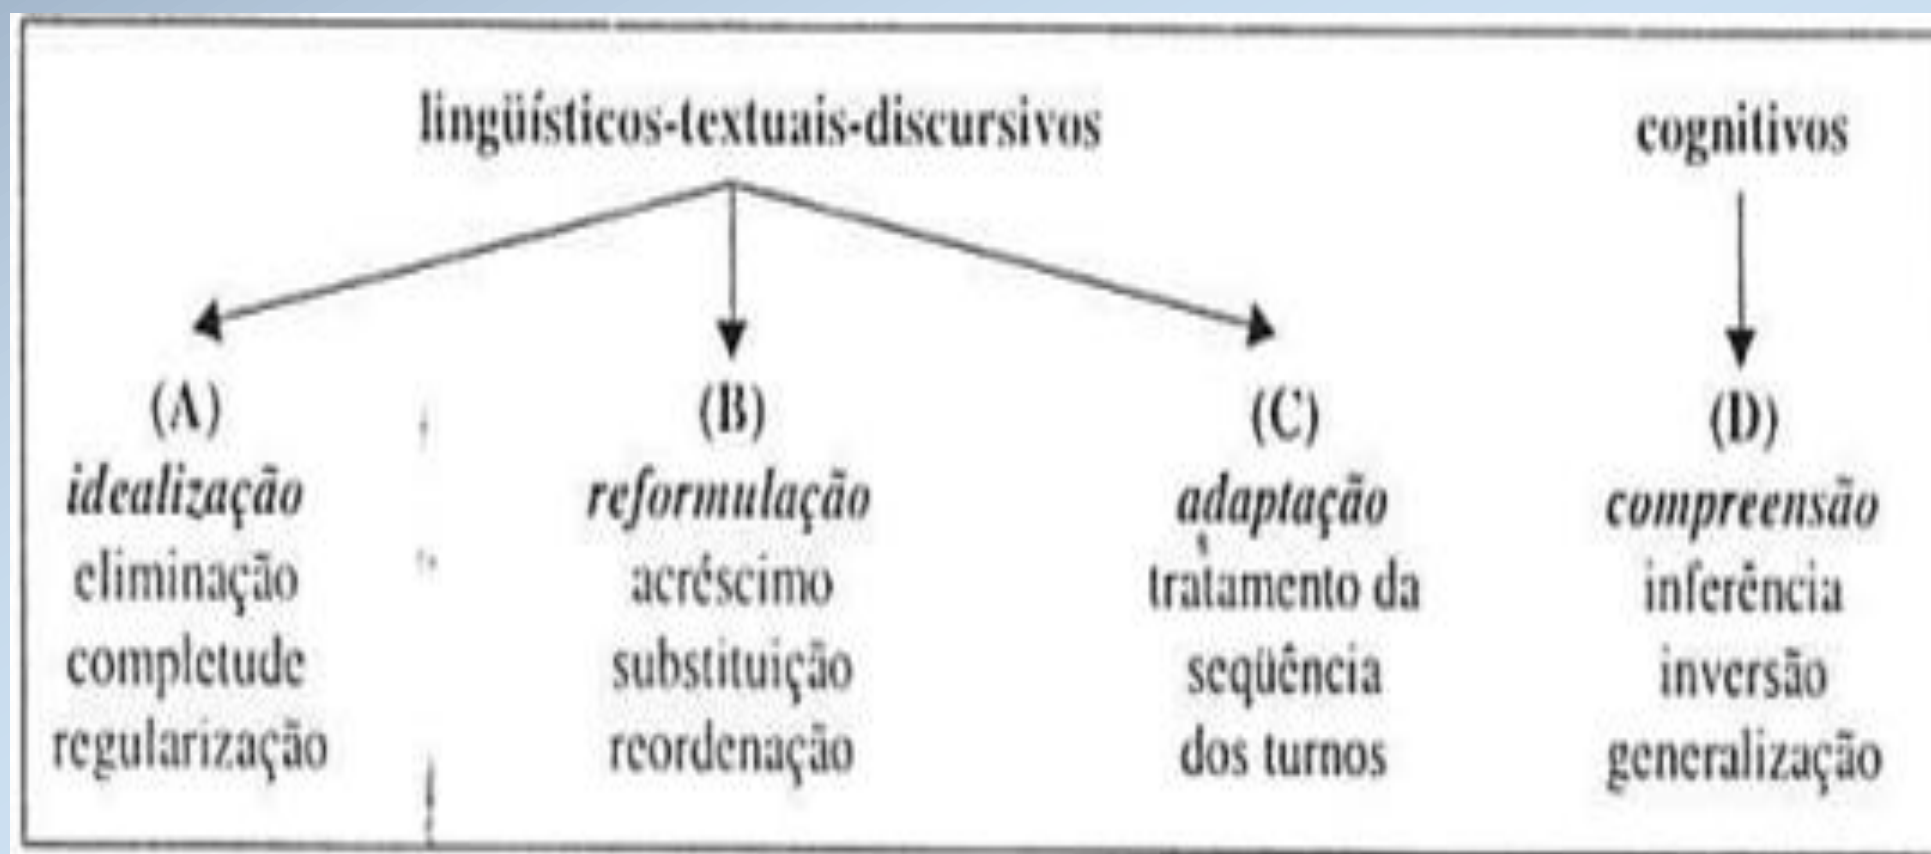 lingüísticos-textuais-discursivos
cognitivos
(A)
idealização
eliminação
completude
regularização
(B)
reformulação
acréscimo
substituição
reordenação
(C)
adaptação
tratamento da
seqüência
dos turnos
(D)
compreensão
inferência
inversão
generalização